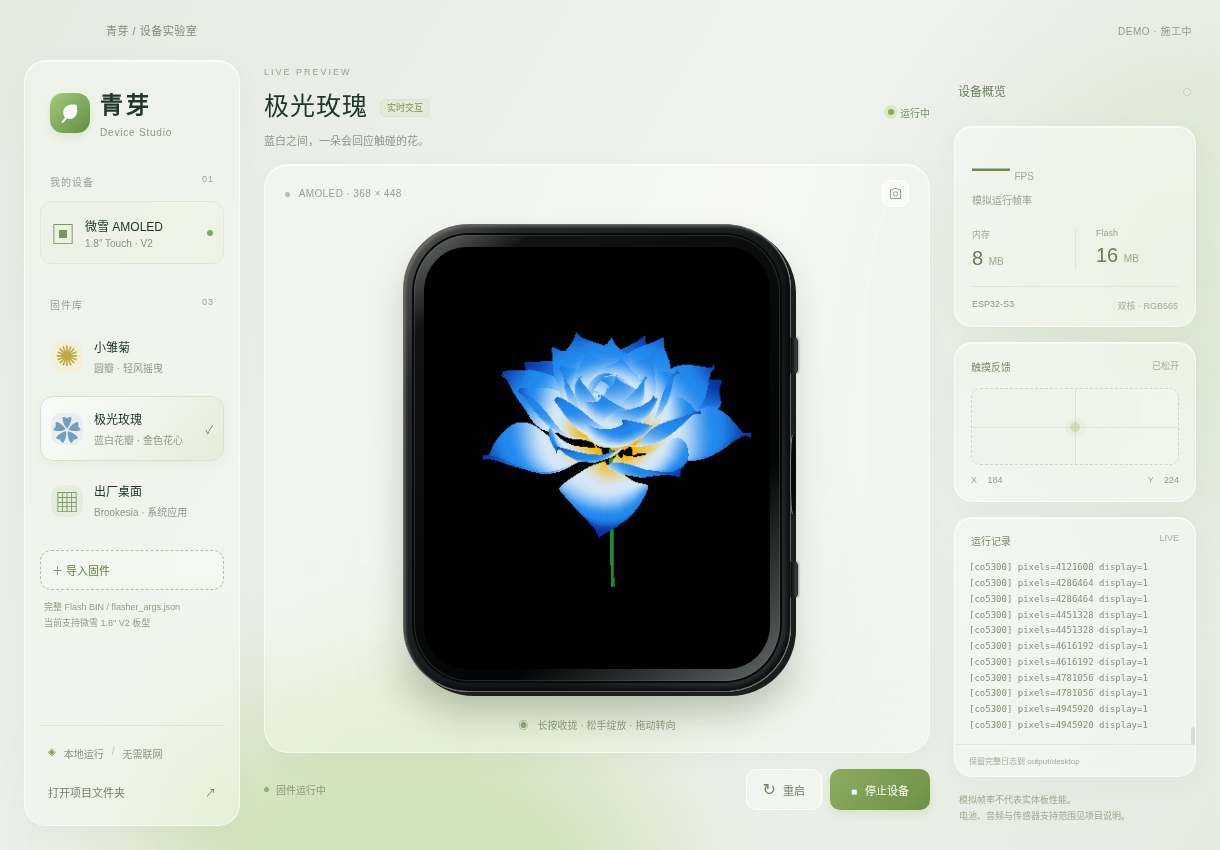 青芽 / 设备实验室
DEMO · 施工中
青芽
Device Studio
我的设备 01
微雪 AMOLED
1.8″ Touch · V2
固件库 03
小雏菊
圆瓣 · 轻风摇曳
极光玫瑰
蓝白花瓣 · 金色花心
出厂桌面
Brookesia · 系统应用
＋ 导入固件
完整 Flash BIN / flasher_args.json
当前支持微雪 1.8″ V2 板型
本地运行 / 无需联网
打开项目文件夹 ↗
LIVE PREVIEW
极光玫瑰 实时交互
运行中
蓝白之间，一朵会回应触碰的花。
AMOLED · 368 × 448
长按收拢 · 松手绽放 · 拖动转向
固件运行中
↻ 重启
■ 停止设备
设备概览
— FPS
模拟运行帧率
内存
8 MB
Flash
16 MB
ESP32-S3
双核 · RGB565
触摸反馈 已松开
X 184
Y 224
运行记录 LIVE
[co5300] pixels=4121600 display=1
[co5300] pixels=4286464 display=1
[co5300] pixels=4286464 display=1
[co5300] pixels=4451328 display=1
[co5300] pixels=4451328 display=1
[co5300] pixels=4616192 display=1
[co5300] pixels=4616192 display=1
[co5300] pixels=4781056 display=1
[co5300] pixels=4781056 display=1
[co5300] pixels=4945920 display=1
[co5300] pixels=4945920 display=1
保留完整日志到 output/desktop
模拟帧率不代表实体板性能。
电池、音频与传感器支持范围见项目说明。